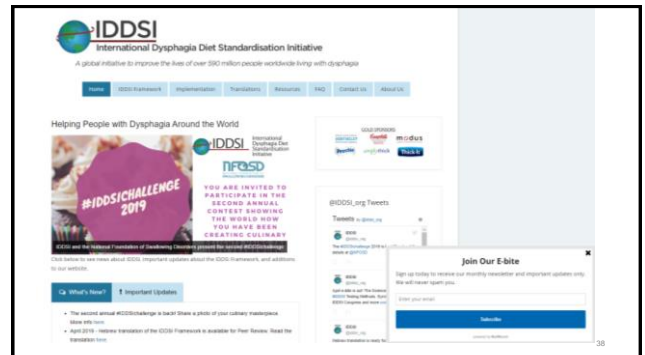 IDDSI
International Dysphagia Diet Standardisation Initiative
A global initiative to improve the lives of over 590 million people worldwide living with dysphagia
Home IDDSI Framework Implementation Translations Resources FAQ Contact Us About Us
Helping People with Dysphagia Around the World
#IDDSICHALLENGE
2019
IDDSI
International
Dysphagia Diet
Standardisation
Initiative
NFOSD
YOU ARE INVITED TO
PARTICIPATE IN THE
SECOND ANNUAL
CONTEST SHOWING
THE WORLD HOW
YOU HAVE BEEN
CREATING CULINARY
IDDSI and the National Foundation of Swallowing Disorders present the second #IDDSIchallenge
Click below to see news about IDDSI, important updates about the IDDSI Framework, and additions
to our website.
What's New? Important Updates
The second annual #IDDSIchallenge is back! Share a photo of your culinary masterpiece
More info here
April 2019 - Hebrew translation of the IDDSI Framework is available for Peer Review. Read the
translation here
GOLD SPONSORS
modus
simplythick
Thick-It
@IDDSI_org Tweets
Tweets by @IDDSI_org
IDDSI
IDDSI
IDDSI
Join Our E-bite
Sign up today to receive our monthly newsletter and important updates only.
We will never spam you.
Enter your email
Subscribe
38